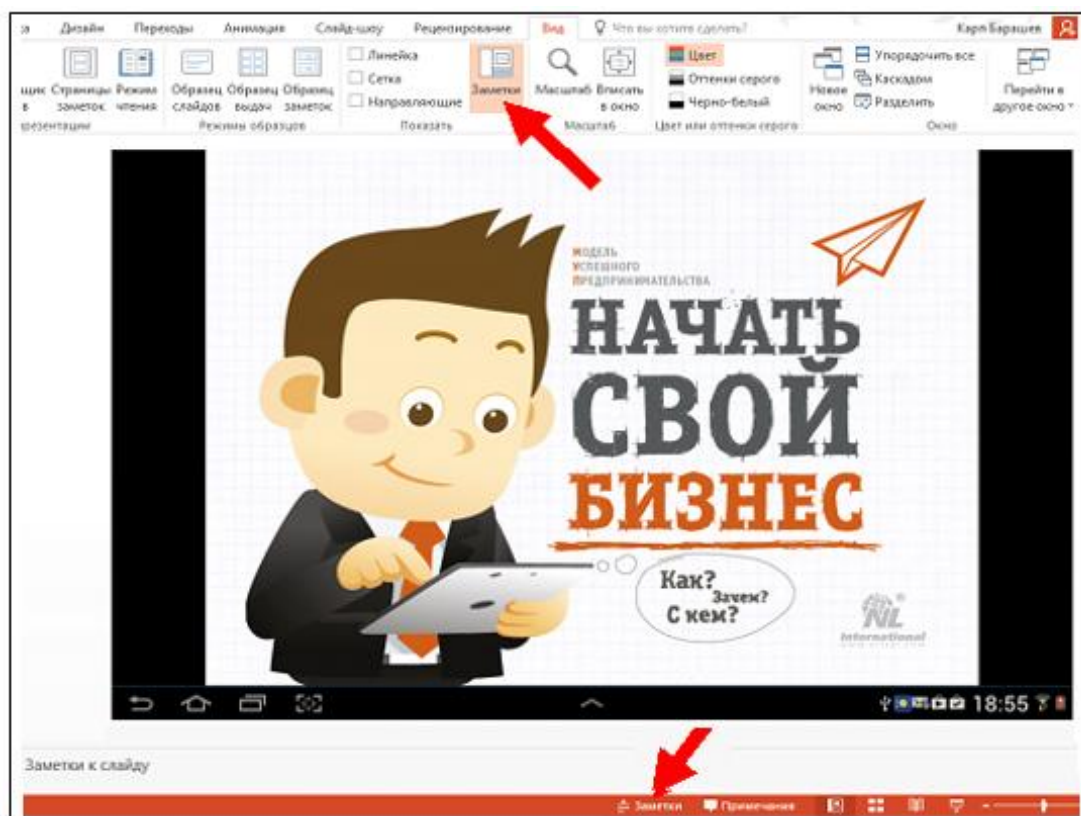 Дизайн Переходы Анимация Слайд-шоу Рецензирование Вид Что вы хотите сделать? Карл Барашев
Страницы заметок
Режим чтения
Образец слайдов
Образец выдач
Образец заметок
Режимы образцов
Линейка
Сетка
Направляющие
Показать
Заметки
Масштаб
Вписать в окно
Масштаб
Цвет
Оттенки серого
Черно-белый
Цвет или оттенки серого
Новое окно
Упорядочить все
Каскадом
Разделить
Окно
Перейти в другое окно
МОДЕЛЬ
УСПЕШНОГО
ПРЕДПРИНИМАТЕЛЬСТВА
НАЧАТЬ
СВОЙ
БИЗНЕС
Как?
Зачем?
С кем?
NL
International
18:55
Заметки к слайду
Заметки Примечания